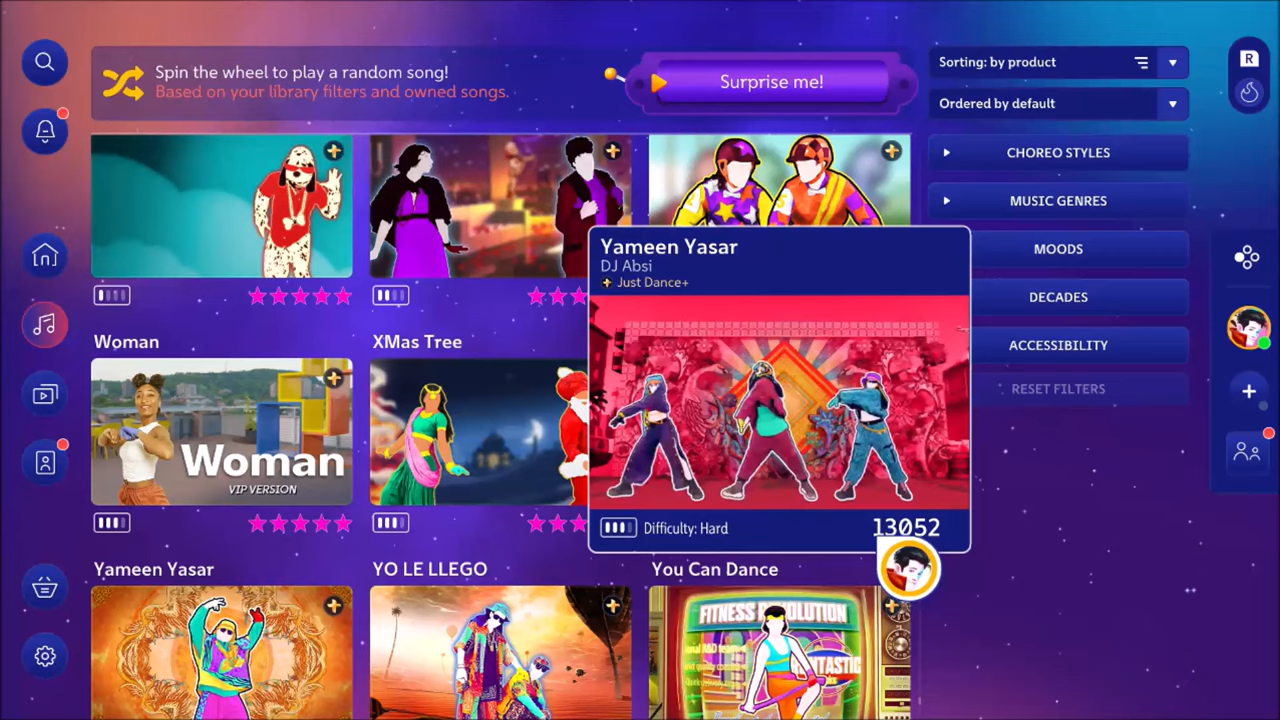 Spin the wheel to play a random song!
Based on your library filters and owned songs.
Surprise me!
Sorting: by product
Ordered by default
R
CHOREO STYLES
MUSIC GENRES
MOODS
DECADES
ACCESSIBILITY
RESET FILTERS
Yameen Yasar
DJ Absi
Just Dance+
Difficulty: Hard
13052
Woman
XMas Tree
Woman
VIP VERSION
Yameen Yasar
YO LE LLEGO
You Can Dance